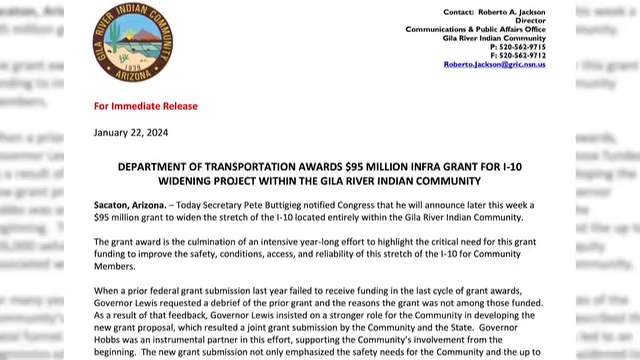 GILA RIVER INDIAN COMMUNITY
1939
ARIZONA
Contact: Roberto A. Jackson
Director
Communications & Public Affairs Office
Gila River Indian Community
P: 520-562-9715
F: 520-562-9712
Roberto.Jackson@gric.nsn.us
For Immediate Release
January 22, 2024
DEPARTMENT OF TRANSPORTATION AWARDS $95 MILLION INFRA GRANT FOR I-10
WIDENING PROJECT WITHIN THE GILA RIVER INDIAN COMMUNITY
Sacaton, Arizona. – Today Secretary Pete Buttigieg notified Congress that he will announce later this week a
$95 million grant to widen the stretch of the I-10 located entirely within the Gila River Indian Community.
The grant award is the culmination of an intensive year-long effort to highlight the critical need for this grant
funding to improve the safety, conditions, access, and reliability of this stretch of the I-10 for Community
Members.
When a prior federal grant submission last year failed to receive funding in the last cycle of grant awards,
Governor Lewis requested a debrief of the prior grant and the reasons the grant was not among those funded.
As a result of that feedback, Governor Lewis insisted on a stronger role for the Community in developing the
new grant proposal, which resulted a joint grant submission by the Community and the State. Governor
Hobbs was an instrumental partner in this effort, supporting the Community's involvement from the
beginning. The new grant submission not only emphasized the safety needs for the Community and the up to